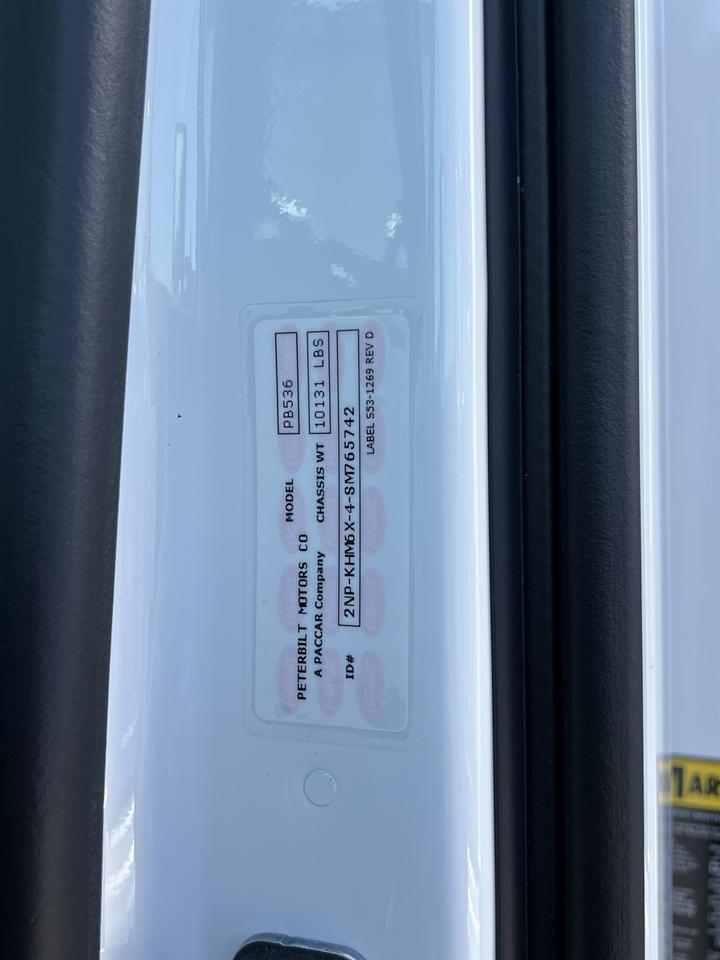 PETERBILT MOTORS CO MODEL PB536
A PACCAR Company CHASSIS WT 10131 LBS
ID# 2NP-KHM6X-4-SM765742
LABEL S53-1269 REV D